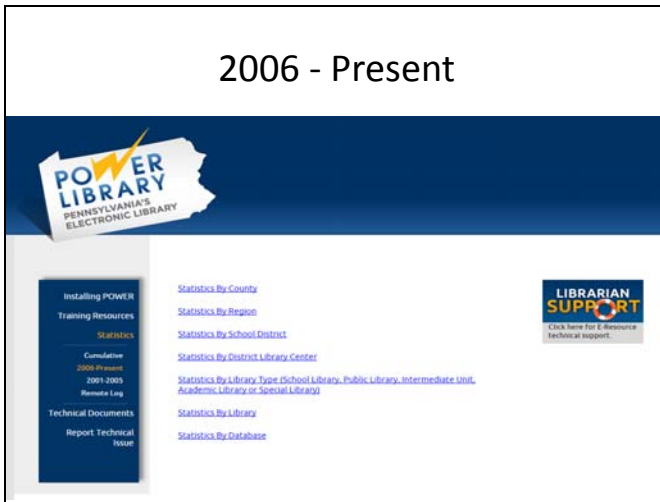 2006 - Present
POWER
LIBRARY
PENNSYLVANIA'S
ELECTRONIC LIBRARY
Installing POWER
Training Resources
Statistics
Cumulative
2006-Present
2001-2005
Remote Log
Technical Documents
Report Technical
Issue
Statistics By County
Statistics By Region
Statistics By School District
Statistics By District Library Center
Statistics By Library Type (School Library, Public Library, Intermediate Unit,
Academic Library or Special Library)
Statistics By Library
Statistics By Database
LIBRARIAN
SUPPORT
Click here for E-Resource
technical support.